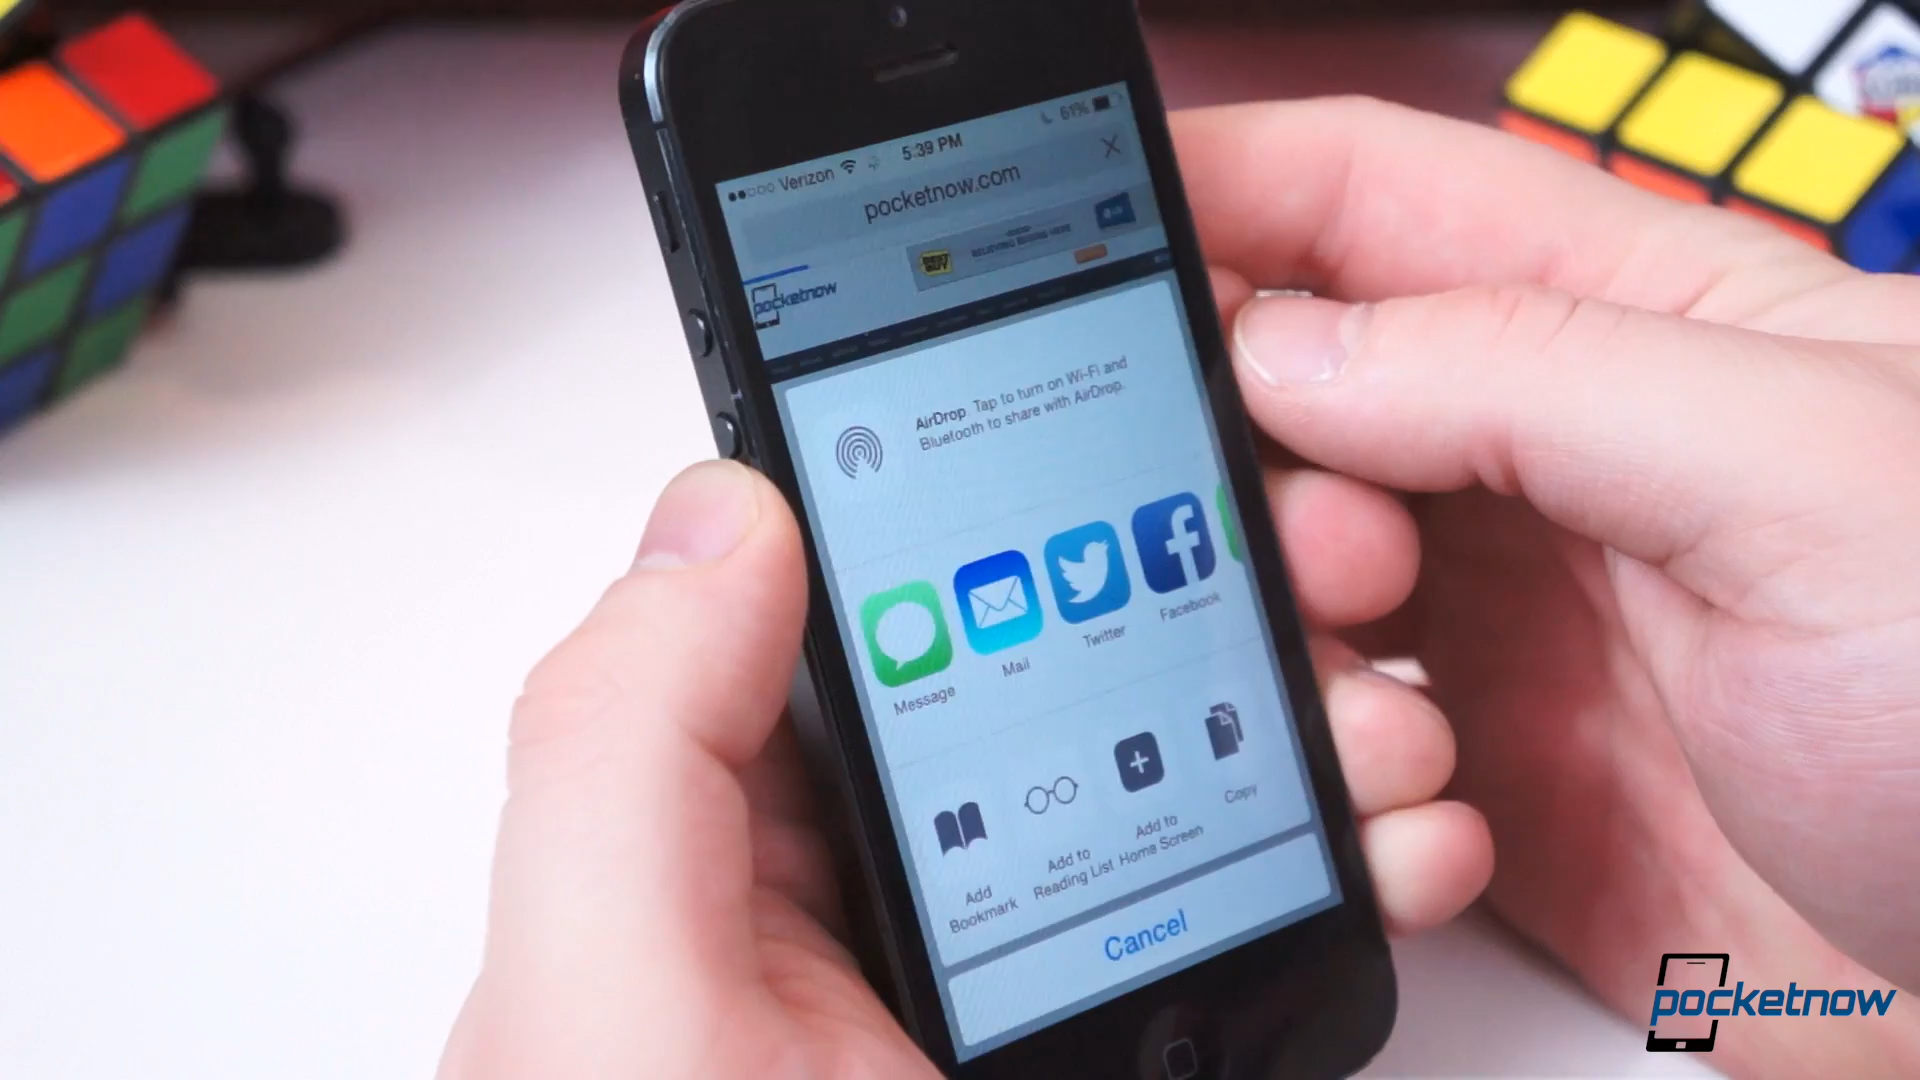 Verizon 5:39 PM 61%
pocketnow.com
BEST BUY
pocketnow
AirDrop. Tap to turn on Wi-Fi and
Bluetooth to share with AirDrop.
Message Mail Twitter Facebook
Add
Bookmark
Add to
Reading List
Add to
Home Screen
Copy
Cancel
pocketnow